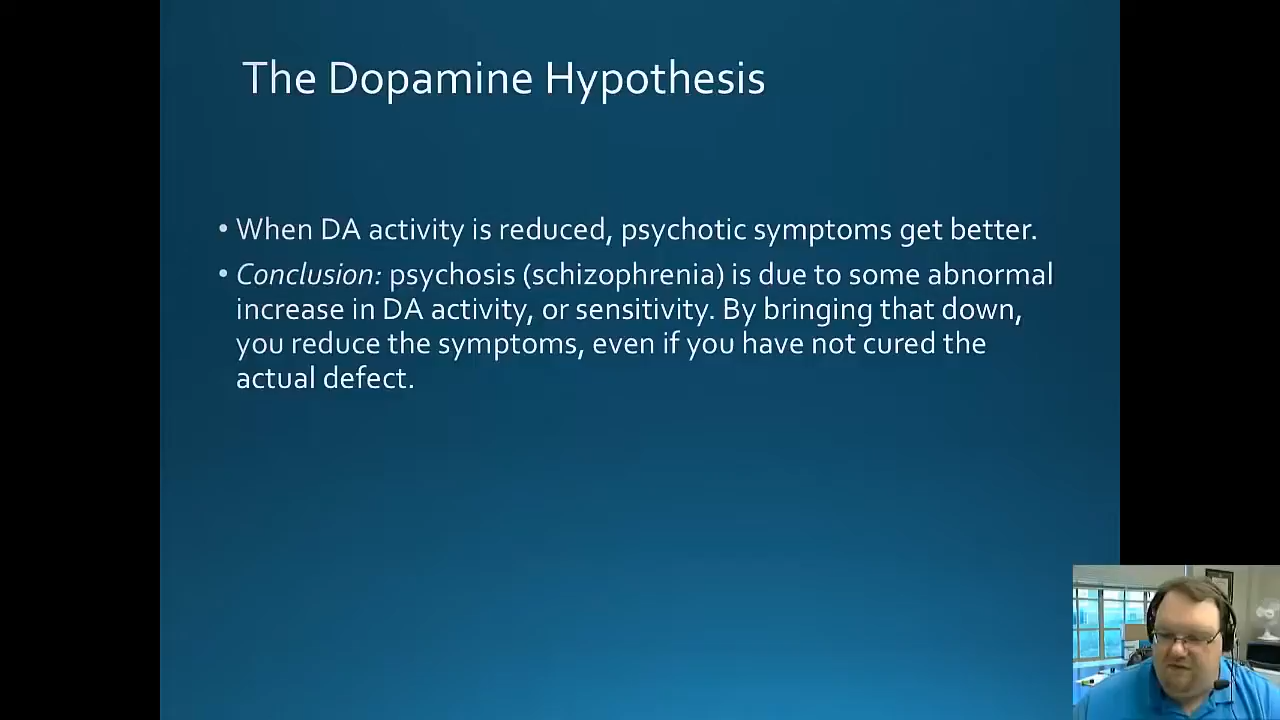 The Dopamine Hypothesis
• When DA activity is reduced, psychotic symptoms get better.
• Conclusion: psychosis (schizophrenia) is due to some abnormal
increase in DA activity, or sensitivity. By bringing that down,
you reduce the symptoms, even if you have not cured the
actual defect.